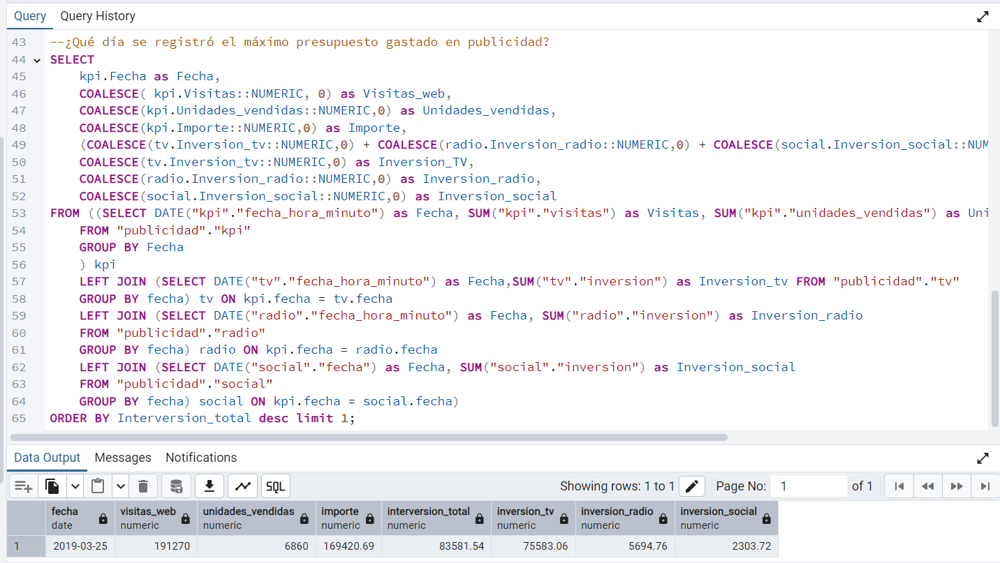 Query Query History
43 --¿Qué día se registró el máximo presupuesto gastado en publicidad?
44 SELECT
45 kpi.Fecha as Fecha,
46 COALESCE( kpi.Visitas::NUMERIC, 0) as Visitas_web,
47 COALESCE(kpi.Unidades_vendidas::NUMERIC,0) as Unidades_vendidas,
48 COALESCE(kpi.Importe::NUMERIC,0) as Importe,
49 (COALESCE(tv.Inversion_tv::NUMERIC,0) + COALESCE(radio.Inversion_radio::NUMERIC,0) + COALESCE(social.Inversion_social::NUM
50 COALESCE(tv.Inversion_tv::NUMERIC,0) as Inversion_TV,
51 COALESCE(radio.Inversion_radio::NUMERIC,0) as Inversion_radio,
52 COALESCE(social.Inversion_social::NUMERIC,0) as Inversion_social
53 FROM ((SELECT DATE("kpi"."fecha_hora_minuto") as Fecha, SUM("kpi"."visitas") as Visitas, SUM("kpi"."unidades_vendidas") as Uni
54 FROM "publicidad"."kpi"
55 GROUP BY Fecha
56 ) kpi
57 LEFT JOIN (SELECT DATE("tv"."fecha_hora_minuto") as Fecha,SUM("tv"."inversion") as Inversion_tv FROM "publicidad"."tv"
58 GROUP BY fecha) tv ON kpi.fecha = tv.fecha
59 LEFT JOIN (SELECT DATE("radio"."fecha_hora_minuto") as Fecha, SUM("radio"."inversion") as Inversion_radio
60 FROM "publicidad"."radio"
61 GROUP BY fecha) radio ON kpi.fecha = radio.fecha
62 LEFT JOIN (SELECT DATE("social"."fecha") as Fecha, SUM("social"."inversion") as Inversion_social
63 FROM "publicidad"."social"
64 GROUP BY fecha) social ON kpi.fecha = social.fecha)
65 ORDER BY Interversion_total desc limit 1;
Data Output Messages Notifications
SQL Showing rows: 1 to 1 Page No: 1 of 1
fecha visitas_web unidades_vendidas importe interversion_total inversion_tv inversion_radio inversion_social
date numeric numeric numeric numeric numeric numeric numeric
1 2019-03-25 191270 6860 169420.69 83581.54 75583.06 5694.76 2303.72